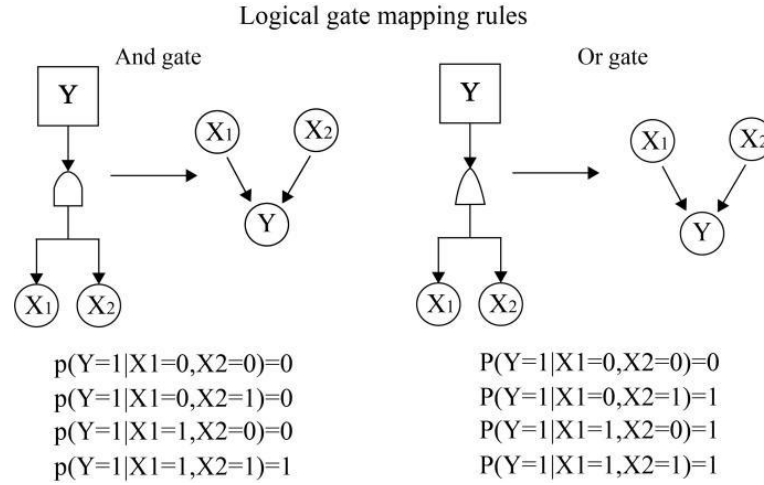 Logical gate mapping rules
And gate
Y
X1
X2
Y
X1
X2
p(Y=1|X1=0,X2=0)=0
p(Y=1|X1=0,X2=1)=0
p(Y=1|X1=1,X2=0)=0
p(Y=1|X1=1,X2=1)=1
Or gate
Y
X1
X2
Y
X1
X2
P(Y=1|X1=0,X2=0)=0
P(Y=1|X1=0,X2=1)=1
P(Y=1|X1=1,X2=0)=1
P(Y=1|X1=1,X2=1)=1